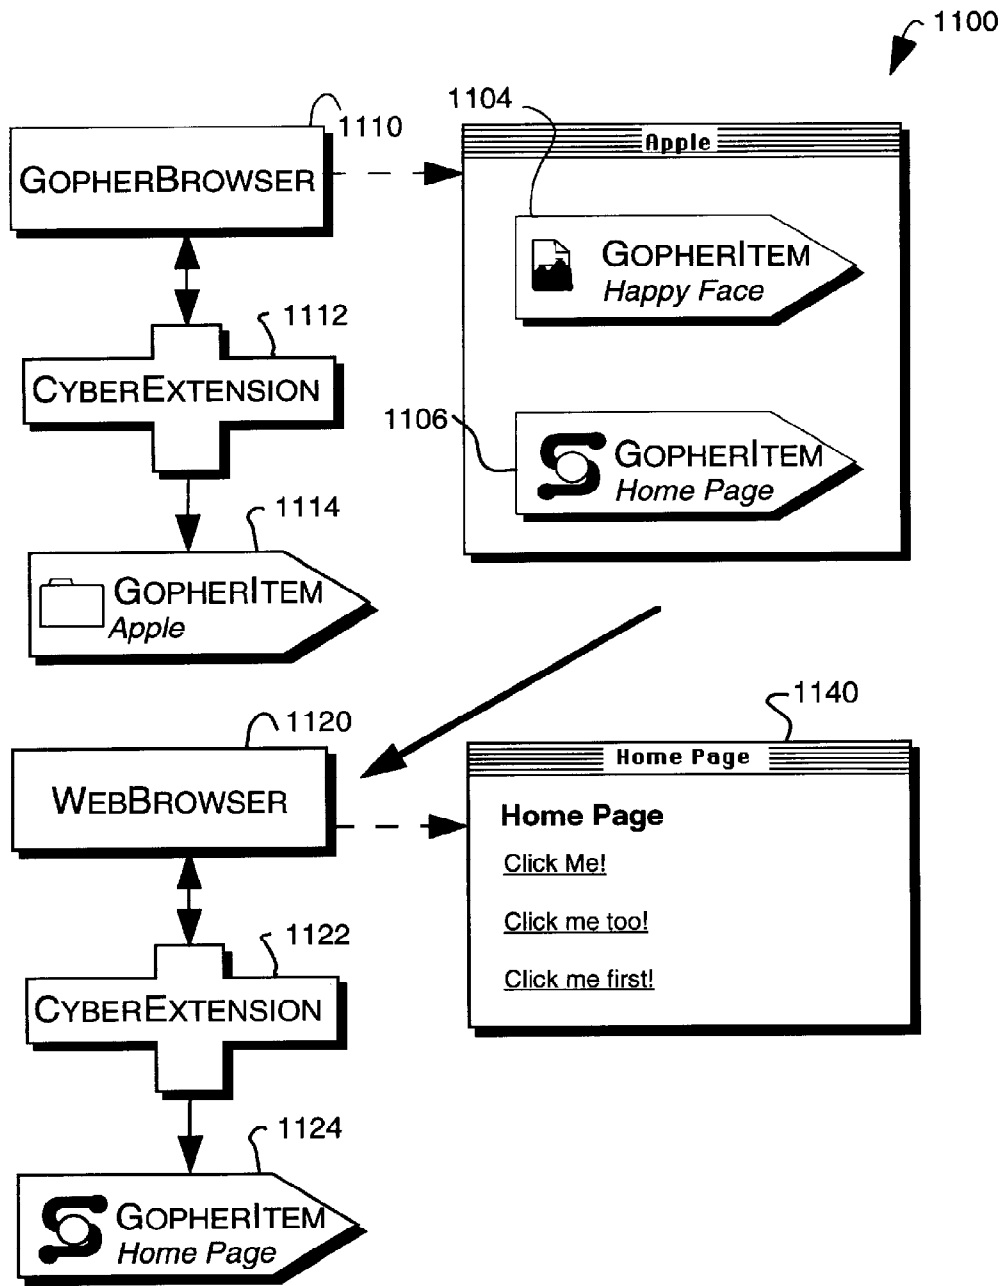 1100
1104
1110
Apple
GOPHERBROWSER
GOPHERITEM
Happy Face
1112
CYBEREXTENSION
1106
GOPHERITEM
Home Page
1114
GOPHERITEM
Apple
1140
1120
Home Page
WEBBROWSER
Home Page
Click Me!
Click me too!
1122
Click me first!
CYBEREXTENSION
1124
GOPHERITEM
Home Page